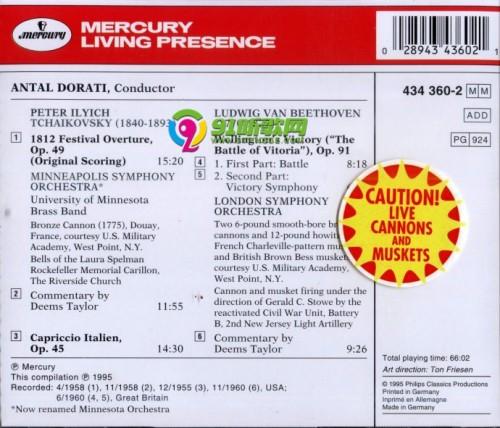 mercury
MERCURY
LIVING PRESENCE
0 28943 43602 1
ANTAL DORATI, Conductor
434 360-2 MM
ADD
PG 924
PETER ILYICH
TCHAIKOVSKY (1840-1893
1 1812 Festival Overture,
Op. 49
(Original Scoring) 15:20
MINNEAPOLIS SYMPHONY
ORCHESTRA*
University of Minnesota
Brass Band
Bronze Cannon (1775), Douay,
France, courtesy U.S. Military
Academy, West Point, N.Y.
Bells of the Laura Spelman
Rockefeller Memorial Carillon,
The Riverside Church
2 Commentary by
Deems Taylor 11:55
3 Capriccio Italien,
Op. 45 14:30
LUDWIG VAN BEETHOVEN
Wellington's Victory ("The
Battle of Vitoria"), Op. 91
4 1. First Part: Battle 8:18
5 2. Second Part:
Victory Symphony
LONDON SYMPHONY
ORCHESTRA
Two 6-pound smooth-bore br
cannons and 12-pound howitz
French Charleville-pattern mu
and British Brown Bess musket
courtesy U.S. Military Academy,
West Point, N.Y.
Cannon and musket firing under
the direction of Gerald C. Stowe by the
reactivated Civil War Unit, Battery
B, 2nd New Jersey Light Artillery
6 Commentary by
Deems Taylor 9:26
CAUTION!
LIVE
CANNONS
AND
MUSKETS
℗ Mercury
This compilation ℗ 1995
Recorded: 4/1958 (1), 11/1958 (2), 12/1955 (3), 11/1960 (6), USA;
6/1960 (4, 5), Great Britain
*Now renamed Minnesota Orchestra
Total playing time: 66:02
Art direction: Ton Friesen
© 1995 Philips Classics Productions
Printed in Germany
Imprimé en Allemagne
Made in Germany